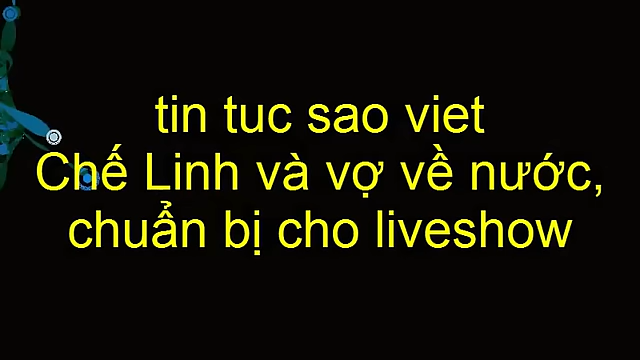 tin tuc sao viet
Chế Linh và vợ về nước,
chuẩn bị cho liveshow